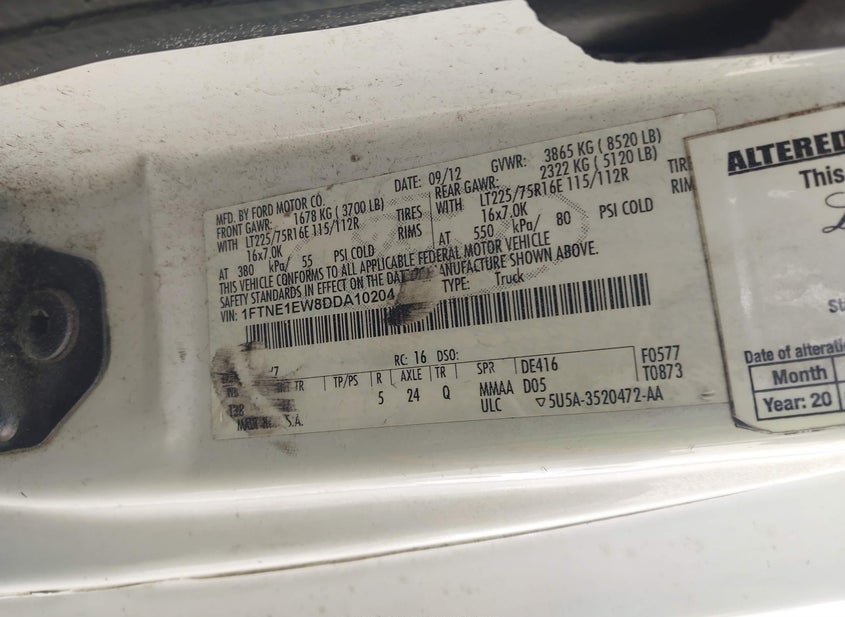 MFD. BY FORD MOTOR CO.
DATE: 09/12
GVWR: 3865 KG ( 8520 LB)
FRONT GAWR: 1678 KG ( 3700 LB)
REAR GAWR: 2322 KG ( 5120 LB)
WITH LT225/75R16E 115/112R TIRES
WITH LT225/75R16E 115/112R TIRE
16x7.0K RIMS
16x7.0K RIM
AT 380 kPa/ 55 PSI COLD
AT 550 kPa/ 80 PSI COLD
THIS VEHICLE CONFORMS TO ALL APPLICABLE FEDERAL MOTOR VEHICLE
SAFETY STANDARDS IN EFFECT ON THE DATE OF MANUFACTURE SHOWN ABOVE.
VIN: 1FTNE1EW8DDA10204
TYPE: Truck
RC: 16 DSO:
TR TP/PS R AXLE TR SPR DE416 F0577
5 24 Q MMAA D05 T0873
ULC ▽5U5A-3520472-AA
ALTERED
This
Date of alteration
Month
Year: 20